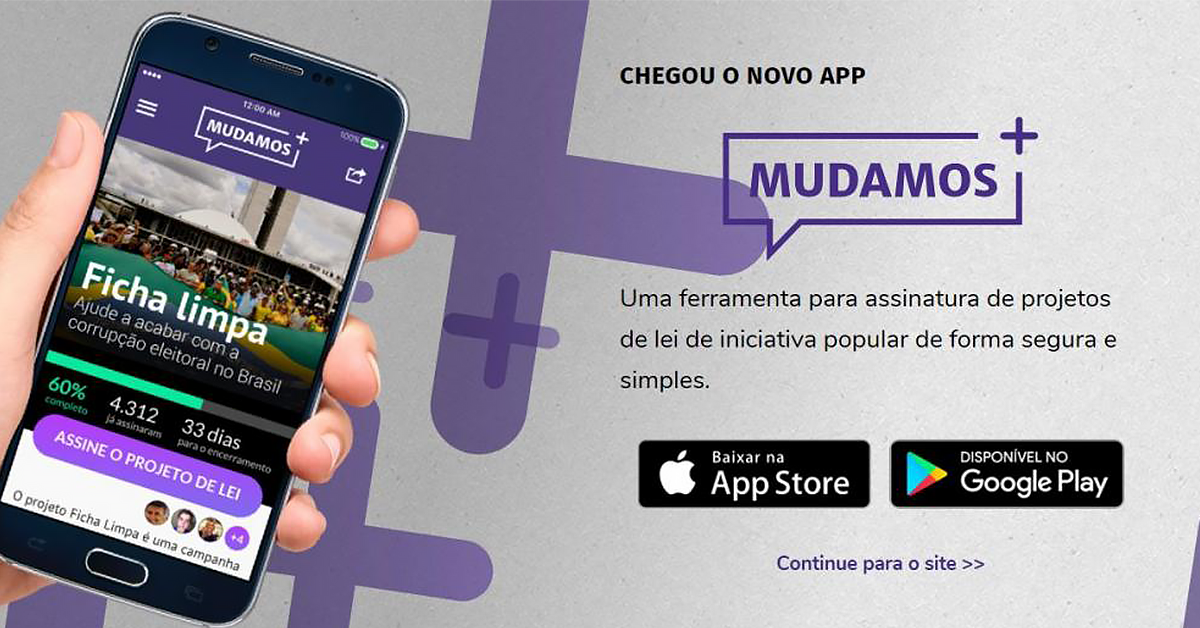 12:00 AM
100%
MUDAMOS+
Ficha limpa
Ajude a acabar com a
corrupção eleitoral no Brasil
60%
completo
4.312
já assinaram
33 dias
para o encerramento
ASSINE O PROJETO DE LEI
+4
O projeto Ficha Limpa é uma campanha
CHEGOU O NOVO APP
MUDAMOS+
Uma ferramenta para assinatura de projetos
de lei de iniciativa popular de forma segura e
simples.
Baixar na
App Store
DISPONÍVEL NO
Google Play
Continue para o site >>